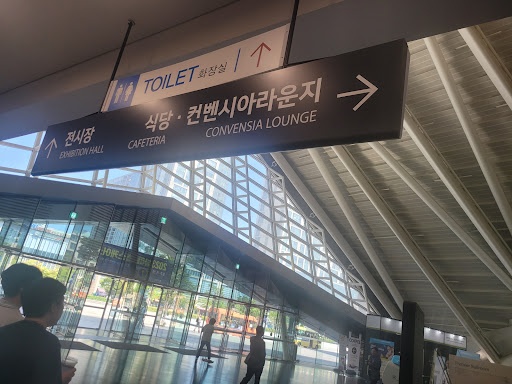 TOILET 화장실
전시장
EXHIBITION HALL
식당 · 컨벤시아라운지
CAFETERIA CONVENSIA LOUNGE